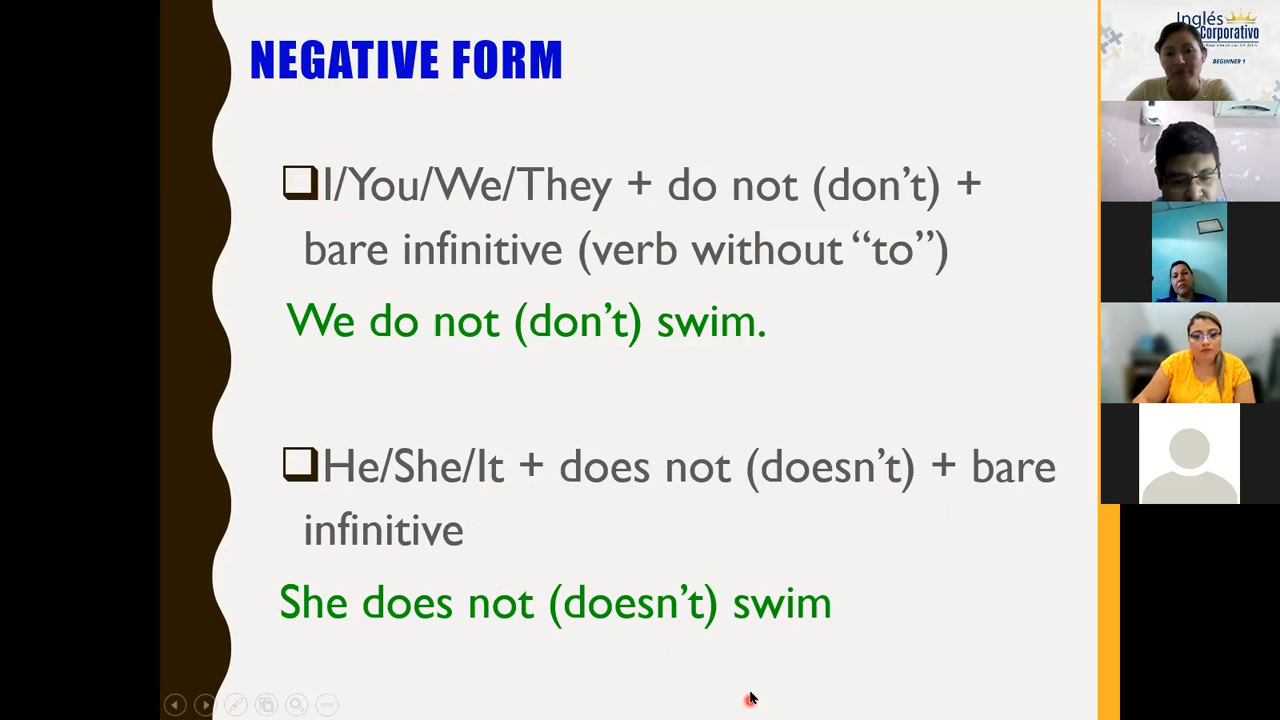 NEGATIVE FORM
I/You/We/They + do not (don't) +
bare infinitive (verb without “to”)
We do not (don't) swim.
He/She/It + does not (doesn't) + bare
infinitive
She does not (doesn't) swim
Inglés
Corporativo
BEGINNER 1